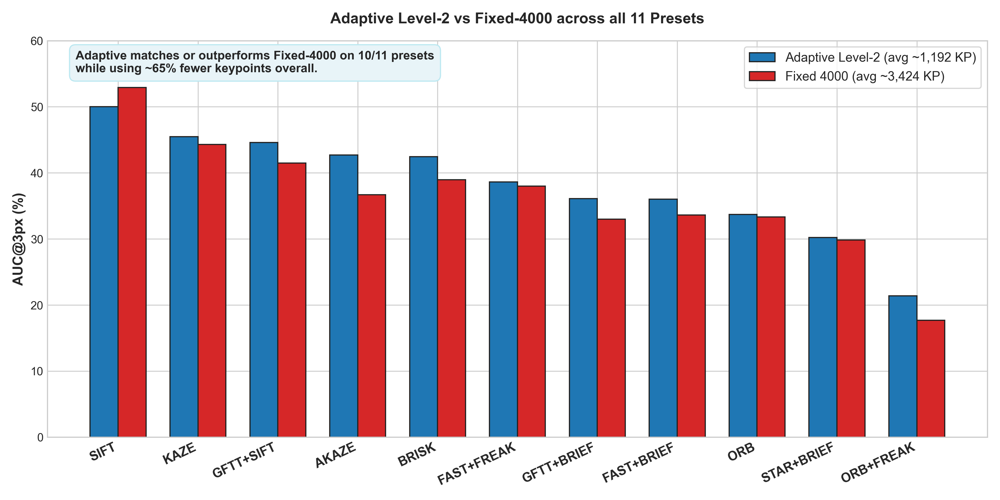 Adaptive Level-2 vs Fixed-4000 across all 11 Presets
Adaptive matches or outperforms Fixed-4000 on 10/11 presets
while using ~65% fewer keypoints overall.
Adaptive Level-2 (avg ~1,192 KP)
Fixed 4000 (avg ~3,424 KP)
AUC@3px (%)
60
50
40
30
20
10
0
SIFT
KAZE
GFTT+SIFT
AKAZE
BRISK
FAST+FREAK
GFTT+BRIEF
FAST+BRIEF
ORB
STAR+BRIEF
ORB+FREAK